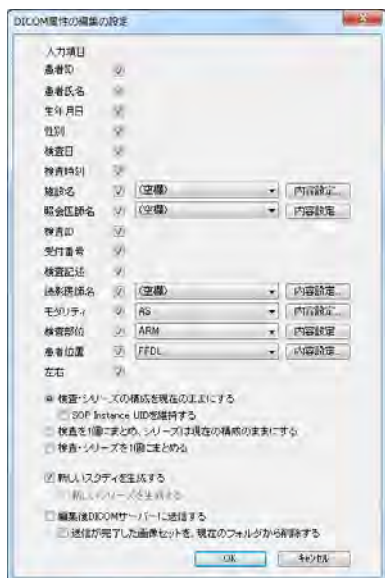 DICOM属性の編集の設定
入力項目
患者ID
患者氏名
生年月日
性別
検査日
検査時刻
施設名 (空欄) 内容設定...
照会医師名 (空欄) 内容設定...
検査ID
受付番号
検査記述
読影医師名 (空欄) 内容設定...
モダリティ AS 内容設定...
検査部位 ARM 内容設定...
患者位置 FFDL 内容設定...
左右
検査・シリーズの構成を現在のままにする
SOP Instance UIDを維持する
検査を1個にまとめ、シリーズは現在の構成のままにする
検査・シリーズを1個にまとめる
新しいスタディを生成する
新しいシリーズを生成する
編集後DICOMサーバーに送信する
送信が完了した画像セットを、現在のフォルダから削除する
OK キャンセル